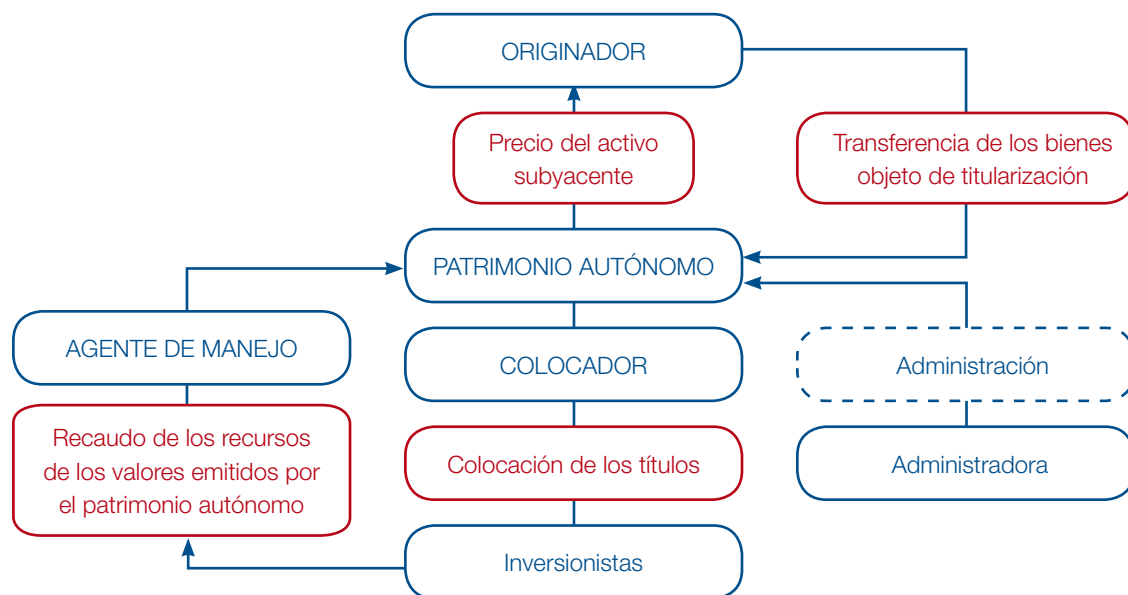 ORIGINADOR
Precio del activo
subyacente
Transferencia de los bienes
objeto de titularización
PATRIMONIO AUTÓNOMO
AGENTE DE MANEJO
COLOCADOR
Administración
Recaudo de los recursos
de los valores emitidos por
el patrimonio autónomo
Colocación de los títulos
Administradora
Inversionistas